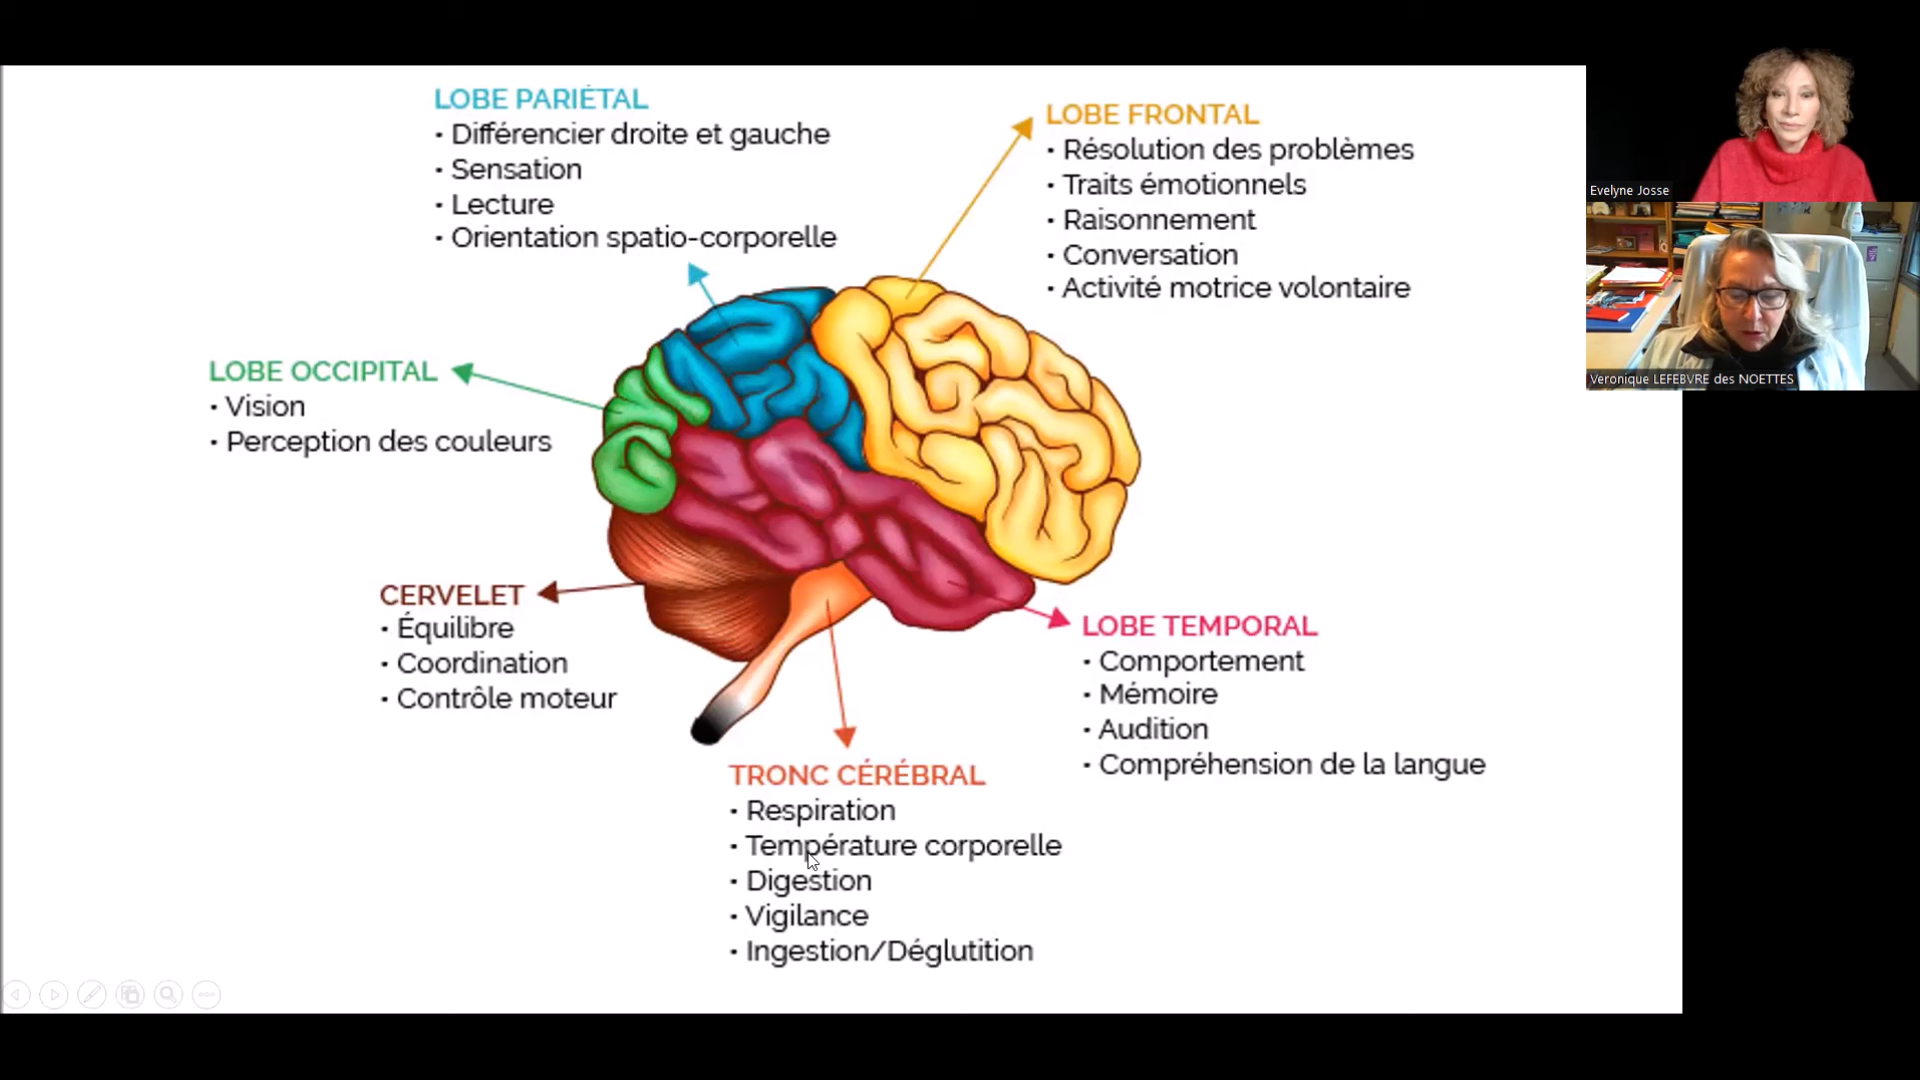 LOBE PARIÉTAL
• Différencier droite et gauche
• Sensation
• Lecture
• Orientation spatio-corporelle
LOBE FRONTAL
• Résolution des problèmes
• Traits émotionnels
• Raisonnement
• Conversation
• Activité motrice volontaire
LOBE OCCIPITAL
• Vision
• Perception des couleurs
CERVELET
• Équilibre
• Coordination
• Contrôle moteur
LOBE TEMPORAL
• Comportement
• Mémoire
• Audition
• Compréhension de la langue
TRONC CÉRÉBRAL
• Respiration
• Température corporelle
• Digestion
• Vigilance
• Ingestion/Déglutition
Evelyne Josse
Veronique LEFEBVRE des NOETTES